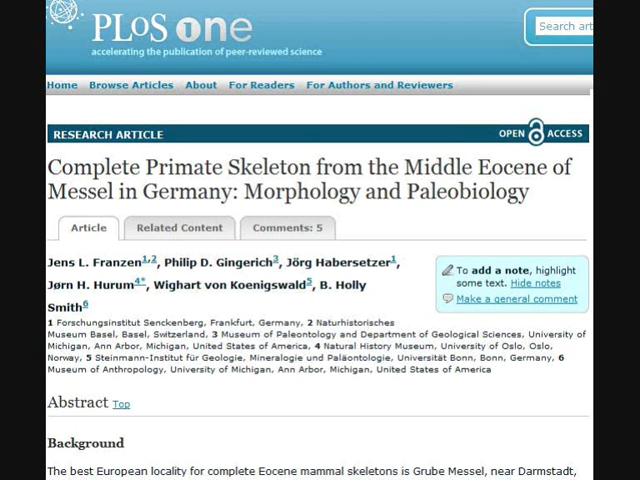 PLoS one
Search art
accelerating the publication of peer-reviewed science
Home Browse Articles About For Readers For Authors and Reviewers
RESEARCH ARTICLE OPEN ACCESS
Complete Primate Skeleton from the Middle Eocene of
Messel in Germany: Morphology and Paleobiology
Article Related Content Comments: 5
Jens L. Franzen1,2, Philip D. Gingerich3, Jörg Habersetzer1,
Jørn H. Hurum4*, Wighart von Koenigswald5, B. Holly
Smith6
To add a note, highlight
some text. Hide notes
Make a general comment
1 Forschungsinstitut Senckenberg, Frankfurt, Germany, 2 Naturhistorisches
Museum Basel, Basel, Switzerland, 3 Museum of Paleontology and Department of Geological Sciences, University of
Michigan, Ann Arbor, Michigan, United States of America, 4 Natural History Museum, University of Oslo, Oslo,
Norway, 5 Steinmann-Institut für Geologie, Mineralogie und Paläontologie, Universität Bonn, Bonn, Germany, 6
Museum of Anthropology, University of Michigan, Ann Arbor, Michigan, United States of America
Abstract Top
Background
The best European locality for complete Eocene mammal skeletons is Grube Messel, near Darmstadt,